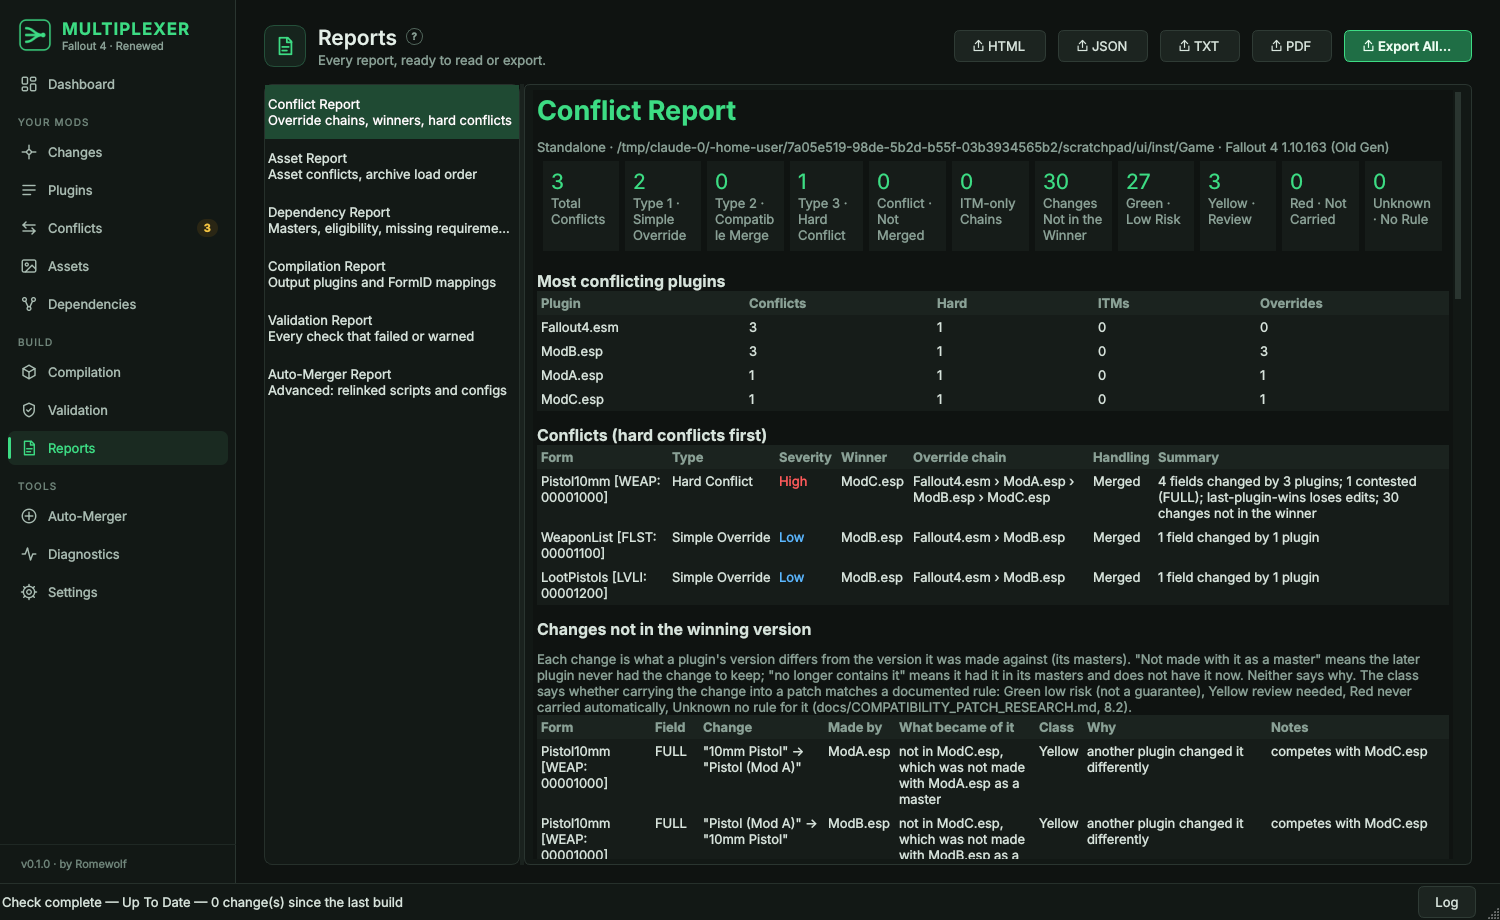 MULTIPLEXER
Fallout 4 · Renewed
Dashboard
YOUR MODS
Changes
Plugins
Conflicts 3
Assets
Dependencies
BUILD
Compilation
Validation
Reports
TOOLS
Auto-Merger
Diagnostics
Settings
v0.1.0 · by Romewolf
Reports ?
Every report, ready to read or export.
HTML
JSON
TXT
PDF
Export All...
Conflict Report
Override chains, winners, hard conflicts
Asset Report
Asset conflicts, archive load order
Dependency Report
Masters, eligibility, missing requireme...
Compilation Report
Output plugins and FormID mappings
Validation Report
Every check that failed or warned
Auto-Merger Report
Advanced: relinked scripts and configs
Conflict Report
Standalone · /tmp/claude-0/-home-user/7a05e519-98de-5b2d-b55f-03b3934565b2/scratchpad/ui/inst/Game · Fallout 4 1.10.163 (Old Gen)
3
Total
Conflicts
2
Type 1 ·
Simple
Override
0
Type 2 ·
Compatib
le Merge
1
Type 3 ·
Hard
Conflict
0
Conflict ·
Not
Merged
0
ITM-only
Chains
30
Changes
Not in the
Winner
27
Green ·
Low Risk
3
Yellow ·
Review
0
Red · Not
Carried
0
Unknown
· No Rule
Most conflicting plugins
Plugin Conflicts Hard ITMs Overrides
Fallout4.esm 3 1 0 0
ModB.esp 3 1 0 3
ModA.esp 1 1 0 1
ModC.esp 1 1 0 1
Conflicts (hard conflicts first)
Form Type Severity Winner Override chain Handling Summary
Pistol10mm [WEAP: Hard Conflict High ModC.esp Fallout4.esm › ModA.esp › Merged 4 fields changed by 3 plugins; 1 contested
00001000] ModB.esp › ModC.esp (FULL); last-plugin-wins loses edits; 30
changes not in the winner
WeaponList [FLST: Simple Override Low ModB.esp Fallout4.esm › ModB.esp Merged 1 field changed by 1 plugin
00001100]
LootPistols [LVLI: Simple Override Low ModB.esp Fallout4.esm › ModB.esp Merged 1 field changed by 1 plugin
00001200]
Changes not in the winning version
Each change is what a plugin's version differs from the version it was made against (its masters). "Not made with it as a master" means the later
plugin never had the change to keep; "no longer contains it" means it had it in its masters and does not have it now. Neither says why. The class
says whether carrying the change into a patch matches a documented rule: Green low risk (not a guarantee), Yellow review needed, Red never
carried automatically, Unknown no rule for it (docs/COMPATIBILITY_PATCH_RESEARCH.md, 8.2).
Form Field Change Made by What became of it Class Why Notes
Pistol10mm FULL "10mm Pistol" → ModA.esp not in ModC.esp, Yellow another plugin changed it competes with ModC.esp
[WEAP: "Pistol (Mod A)" which was not made differently
00001000] with ModA.esp as a
master
Pistol10mm FULL "Pistol (Mod A)" → ModB.esp not in ModC.esp, Yellow another plugin changed it competes with ModC.esp
[WEAP: "10mm Pistol" which was not made differently
00001000] with ModB.esp as a
Check complete — Up To Date — 0 change(s) since the last build
Log